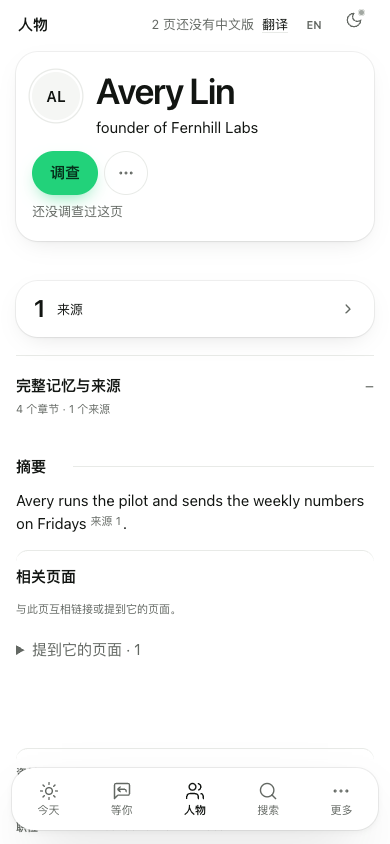 人物
2 页还没有中文版 翻译 EN
AL
Avery Lin
founder of Fernhill Labs
调查
还没调查过这页
1 来源
完整记忆与来源
4 个章节 · 1 个来源
摘要
Avery runs the pilot and sends the weekly numbers
on Fridays 来源 1 .
相关页面
与此页互相链接或提到它的页面。
提到它的页面 · 1
今天 等你 人物 搜索 更多